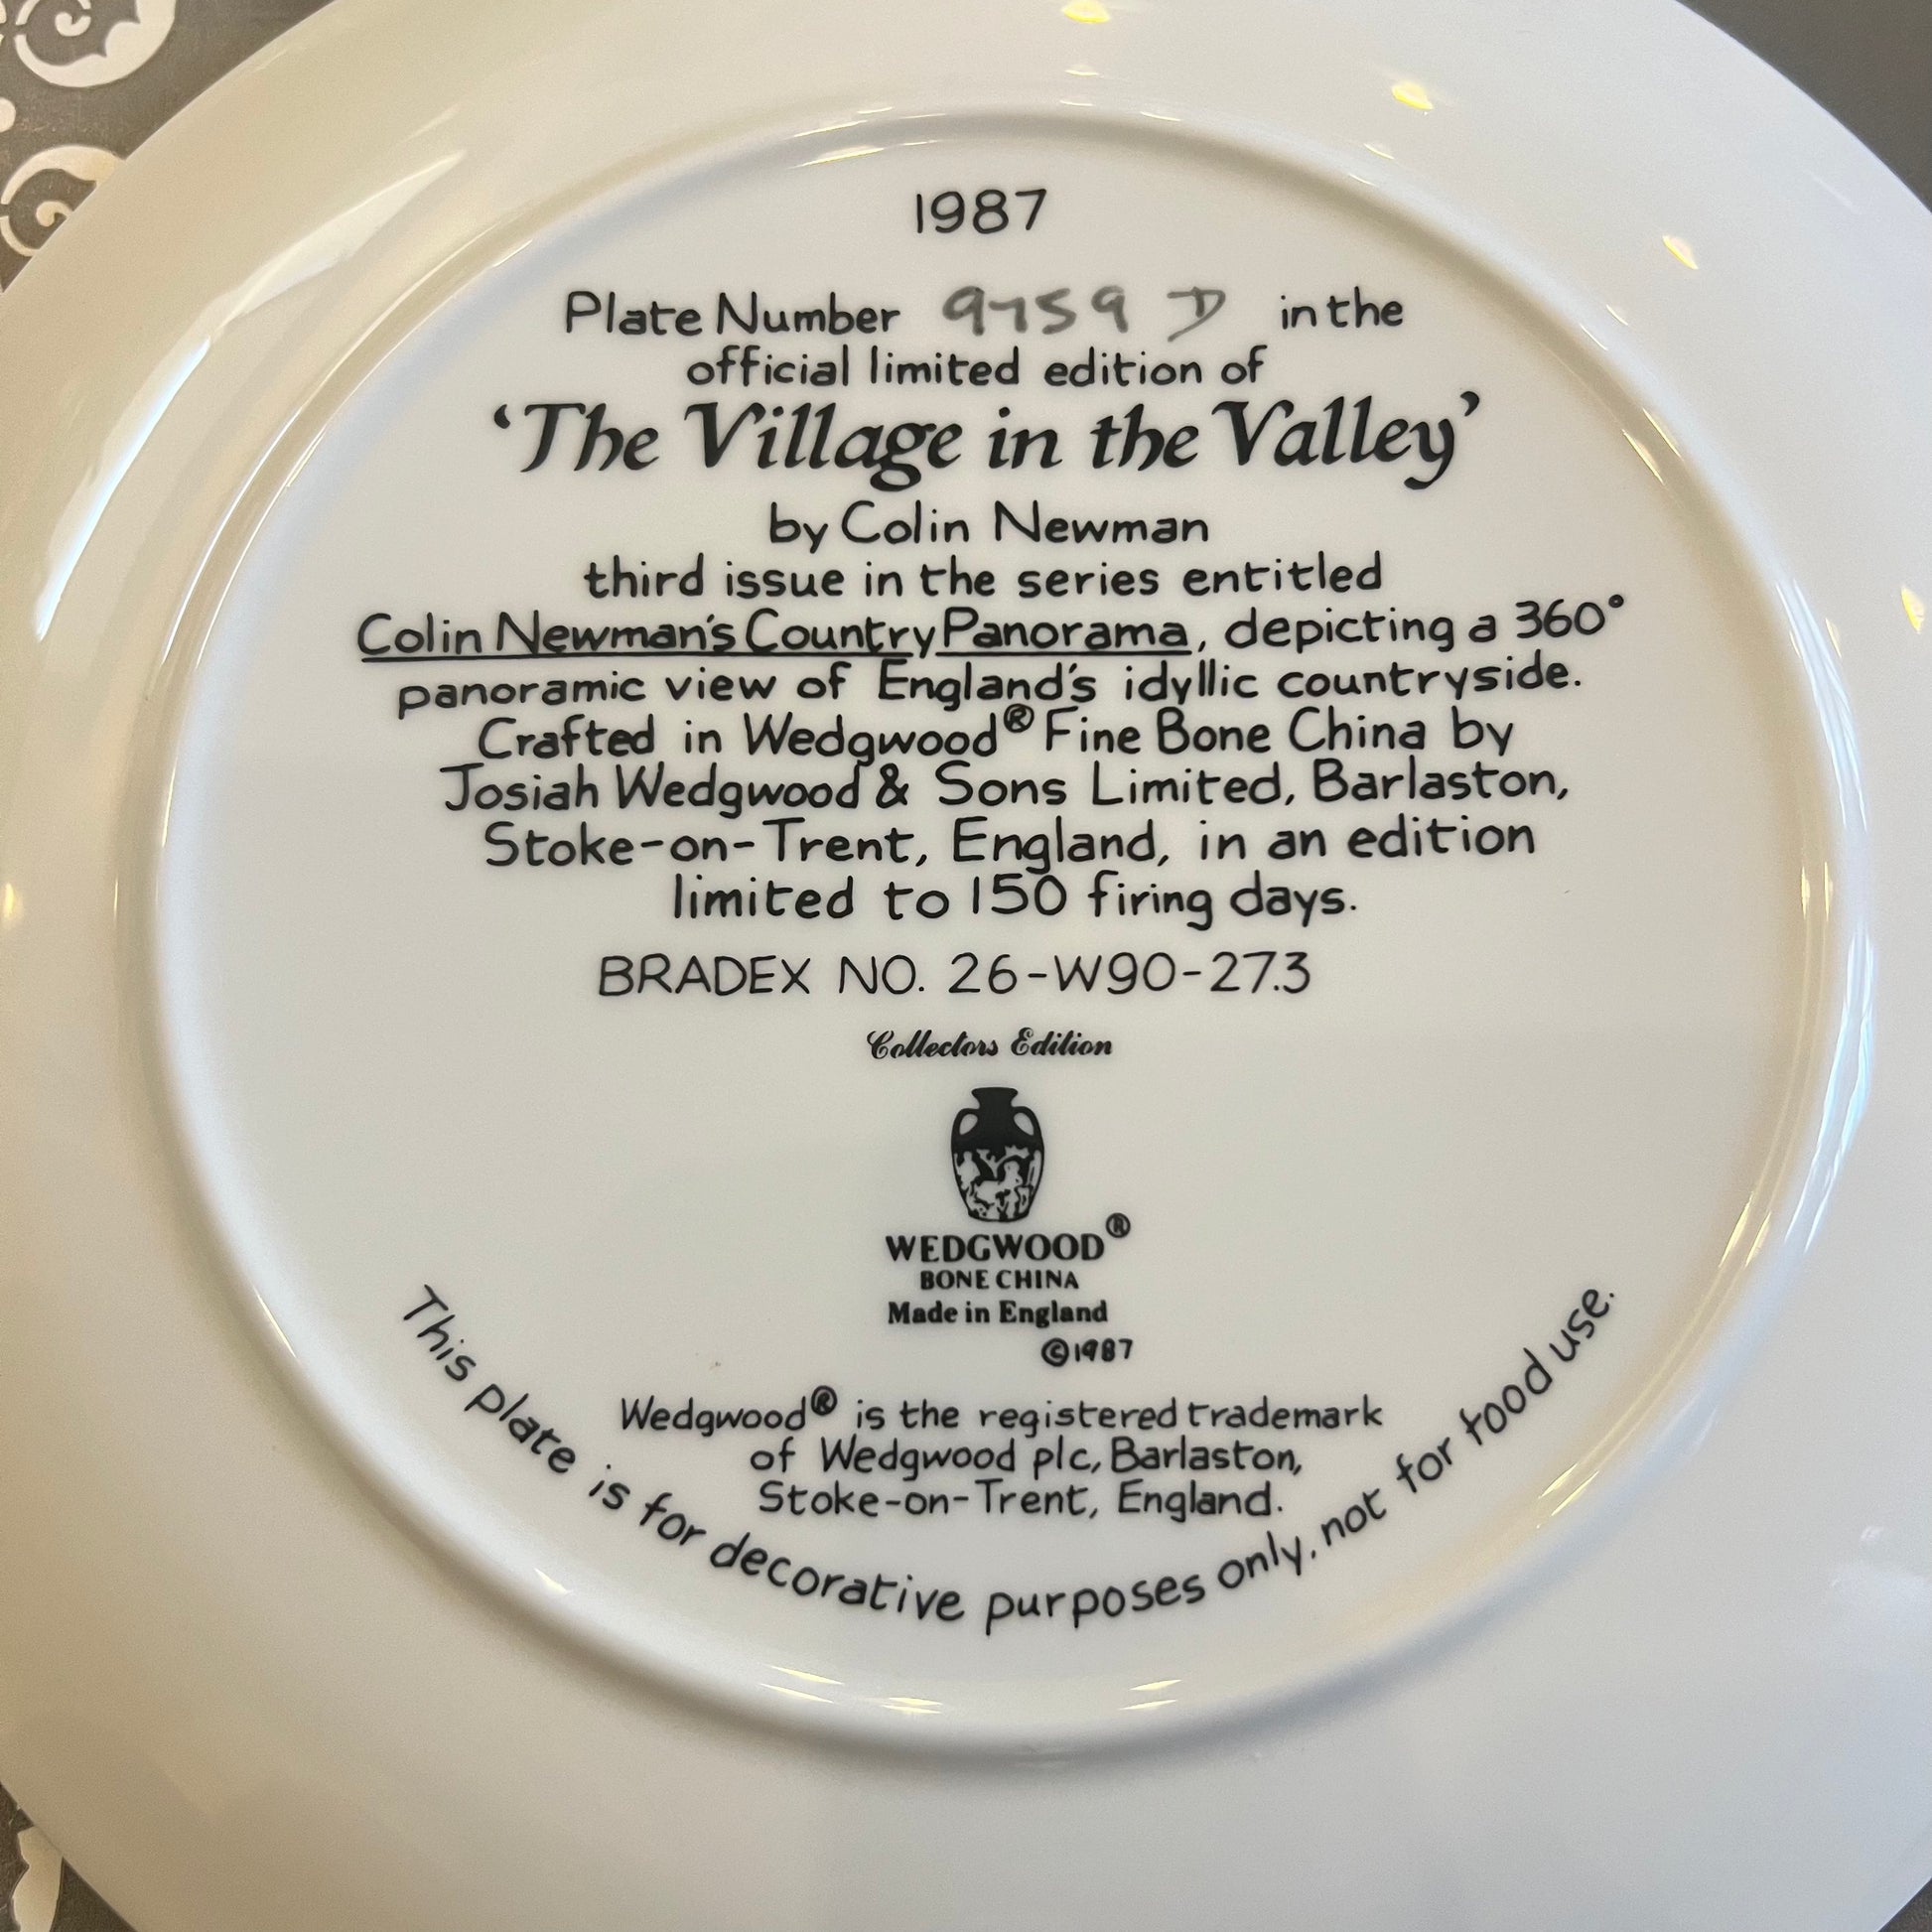 1987
Plate Number 9759 D in the
official limited edition of
‘The Village in the Valley’
by Colin Newman
third issue in the series entitled
Colin Newman's Country Panorama, depicting a 360°
panoramic view of England's idyllic countryside.
Crafted in Wedgwood® Fine Bone China by
Josiah Wedgwood & Sons Limited, Barlaston,
Stoke-on-Trent, England, in an edition
limited to 150 firing days.
BRADEX NO. 26-W90-27.3
Collectors Edition
WEDGWOOD®
BONE CHINA
Made in England
©1987
Wedgwood® is the registered trademark
of Wedgwood plc, Barlaston,
Stoke-on-Trent, England.
This plate is for decorative purposes only, not for food use.